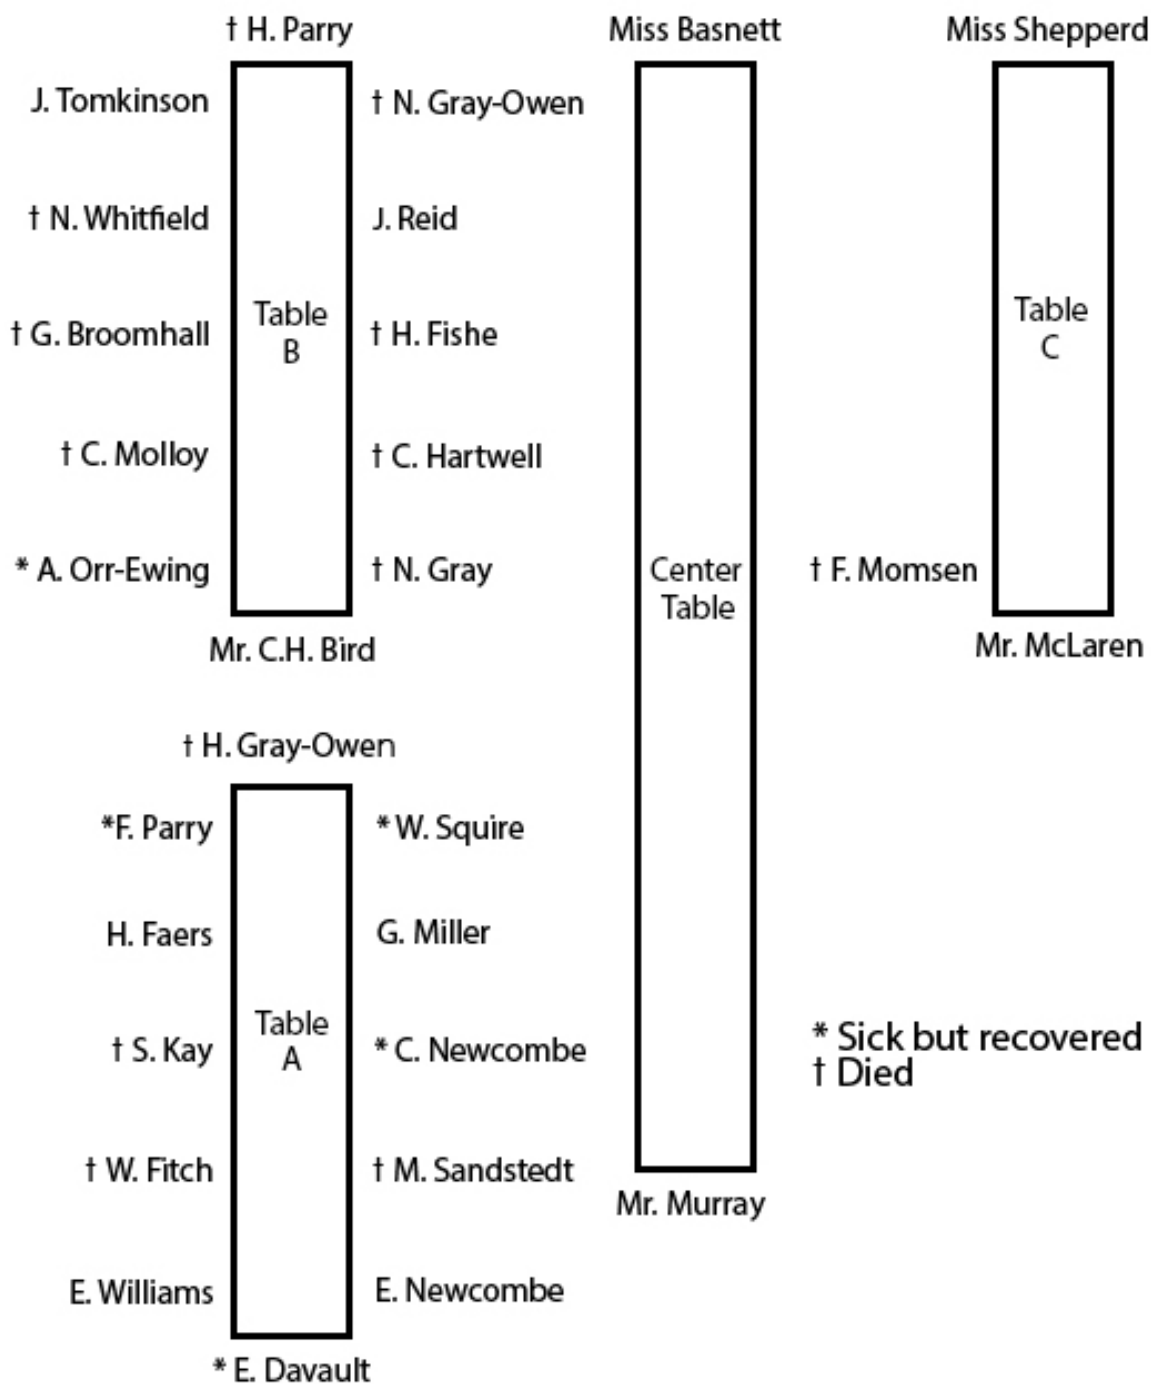 † H. Parry
Miss Basnett
Miss Shepperd
J. Tomkinson
† N. Gray-Owen
† N. Whitfield
J. Reid
Table
B
Table
C
† G. Broomhall
† H. Fishe
† C. Molloy
† C. Hartwell
* A. Orr-Ewing
† N. Gray
Center
Table
† F. Momsen
Mr. C.H. Bird
Mr. McLaren
† H. Gray-Owen
*F. Parry
* W. Squire
H. Faers
G. Miller
Table
A
† S. Kay
* C. Newcombe
* Sick but recovered
† Died
† W. Fitch
† M. Sandstedt
Mr. Murray
E. Williams
E. Newcombe
* E. Davault